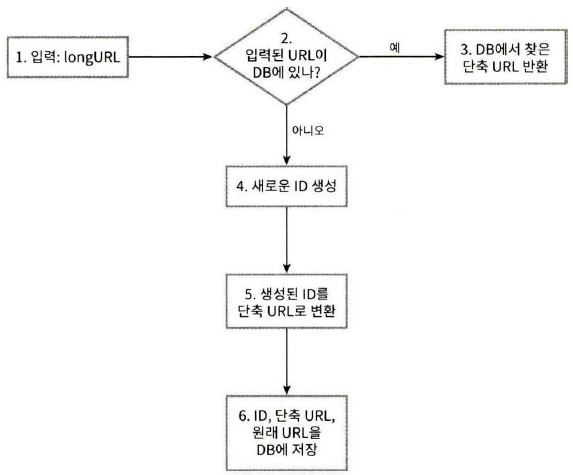 1. 입력: longURL
2.
입력된 URL이
DB에 있나?
예
3. DB에서 찾은
단축 URL 반환
아니오
4. 새로운 ID 생성
5. 생성된 ID를
단축 URL로 변환
6. ID, 단축 URL,
원래 URL을
DB에 저장